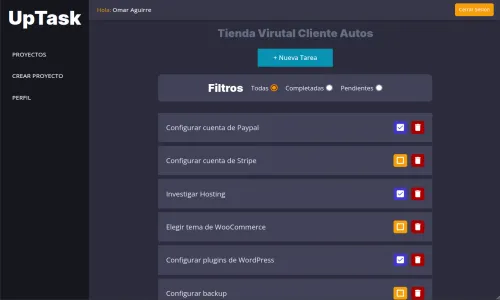 UpTask
Hola: Omar Aguirre
Cerrar Sesión
PROYECTOS
CREAR PROYECTO
PERFIL
Tienda Virutal Cliente Autos
+ Nueva Tarea
Filtros Todas Completadas Pendientes
Configurar cuenta de Paypal
Configurar cuenta de Stripe
Investigar Hosting
Elegir tema de WooCommerce
Configurar plugins de WordPress
Configurar backup